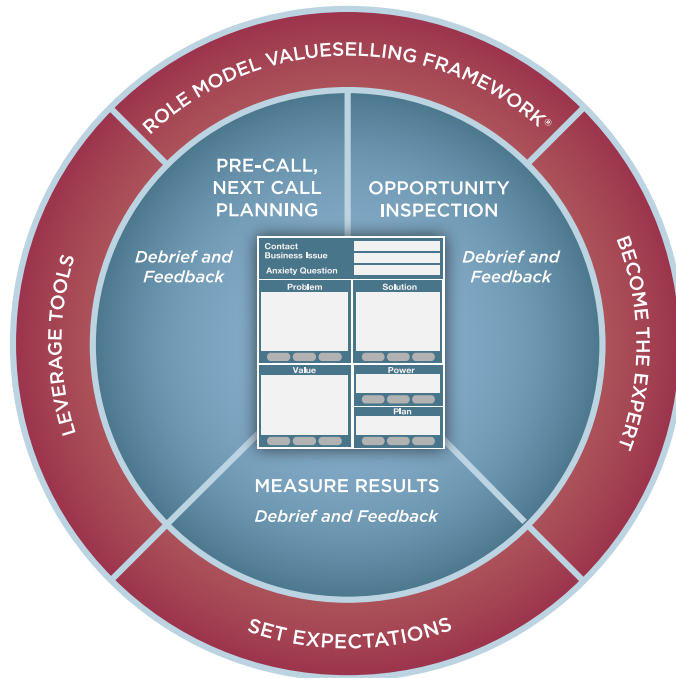 ROLE MODEL VALUESELLING FRAMEWORK®
PRE-CALL,
NEXT CALL
PLANNING
Debrief and
Feedback
OPPORTUNITY
INSPECTION
Debrief and
Feedback
LEVERAGE TOOLS
BECOME THE EXPERT
Contact
Business Issue
Anxiety Question
Problem
Solution
Value
Power
Plan
MEASURE RESULTS
Debrief and Feedback
SET EXPECTATIONS